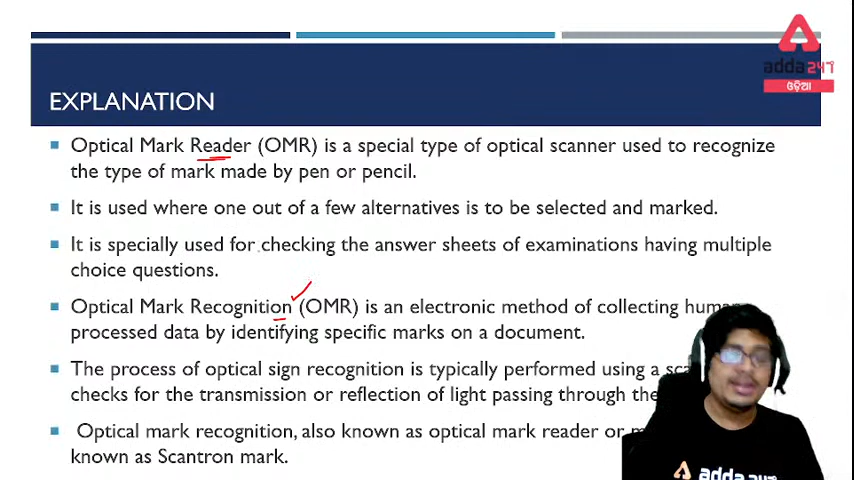 adda247
ଓଡ଼ିଆ
EXPLANATION
Optical Mark Reader (OMR) is a special type of optical scanner used to recognize
the type of mark made by pen or pencil.
It is used where one out of a few alternatives is to be selected and marked.
It is specially used for checking the answer sheets of examinations having multiple
choice questions.
Optical Mark Recognition (OMR) is an electronic method of collecting
processed data by identifying specific marks on a document.
The process of optical sign recognition is typically performed using a
checks for the transmission or reflection of light passing through
Optical mark recognition, also known as optical mark reader or
known as Scantron mark.
adda247